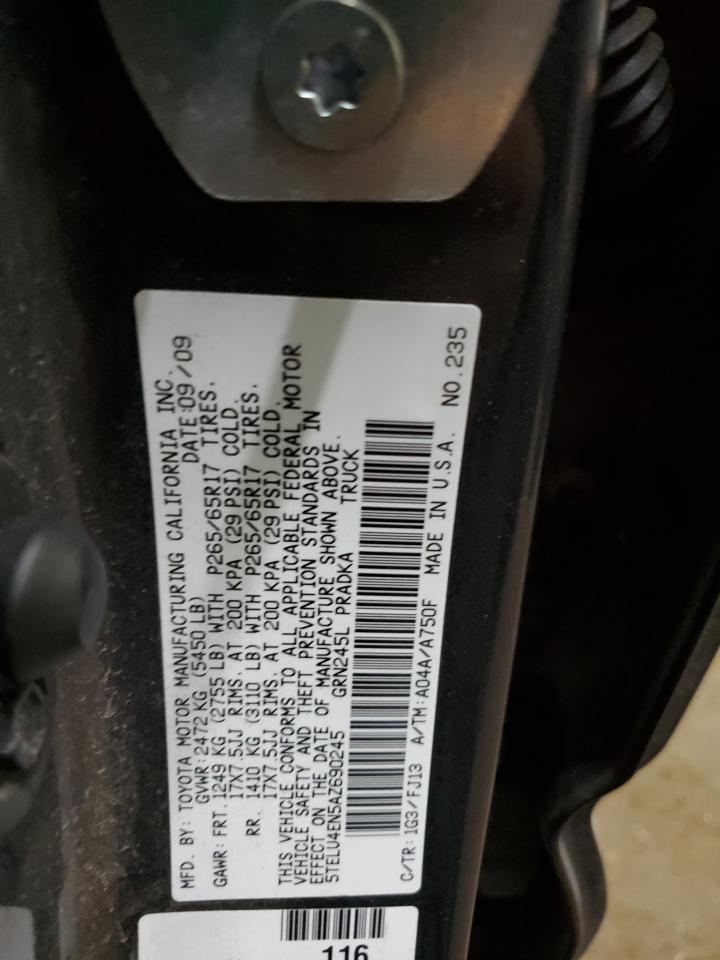 MFD. BY: TOYOTA MOTOR MANUFACTURING CALIFORNIA INC.
GVWR: 2472 KG (5450 LB) DATE: 09/09
GAWR: FRT. 1249 KG (2755 LB) WITH P265/65R17 TIRES.
17X7.5JJ RIMS, AT 200 KPA (29 PSI) COLD.
RR. 1410 KG (3110 LB) WITH P265/65R17 TIRES.
17X7.5JJ RIMS, AT 200 KPA (29 PSI) COLD.
THIS VEHICLE CONFORMS TO ALL APPLICABLE FEDERAL MOTOR
VEHICLE SAFETY AND THEFT PREVENTION STANDARDS IN
EFFECT ON THE DATE OF MANUFACTURE SHOWN ABOVE.
5TELU4EN5AZ690245 GRN245L PRADKA TRUCK
C/TR: 1G3/FJ13 A/TM: A04A/A750F MADE IN U.S.A. NO.235
116